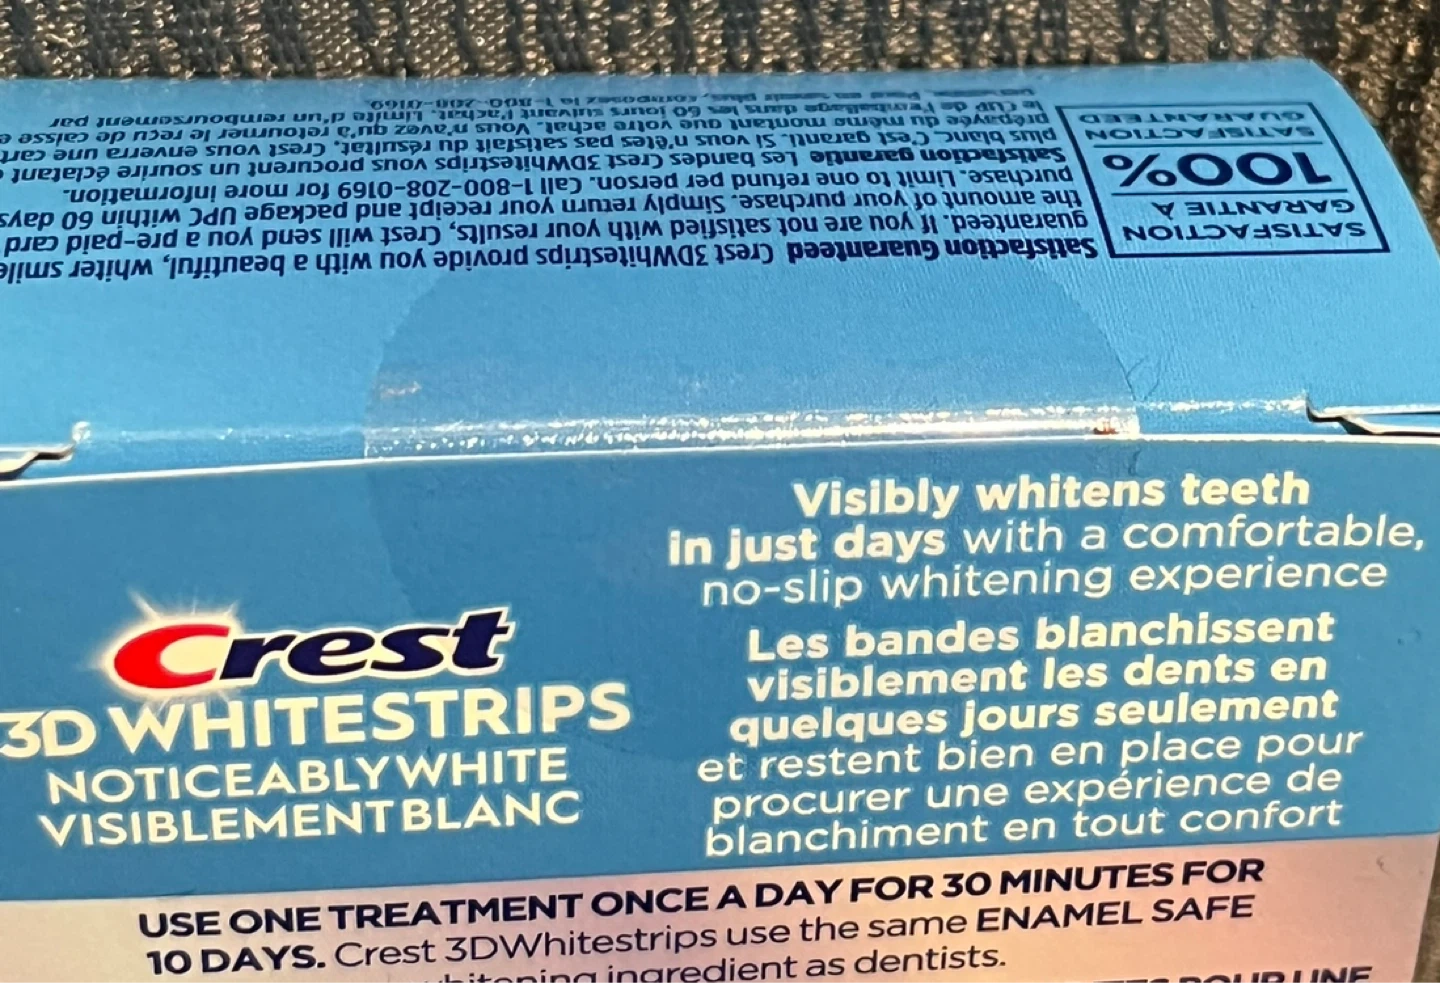 Satisfaction Guaranteed Crest 3DWhitestrips provide you with a beautiful, whiter smile
guaranteed. If you are not satisfied with your results, Crest will send you a pre-paid card
the amount of your purchase. Simply return your receipt and package UPC within 60 days
purchase. Limit to one refund per person. Call 1-800-208-0169 for more information.
Satisfaction garantie Les bandes Crest 3DWhitestrips vous procurent un sourire éclatant
plus blanc C'est garanti. Si vous n'êtes pas satisfait du résultat, Crest vous enverra une
prépayée du même montant que votre achat. Vous n'avez qu'à retourner le reçu de caisse
le CUP de l'emballage dans les 60 jours suivant l'achat. Limite d'un remboursement par
composez le 1-800-208-0169
SATISFACTION
GARANTIE À
100%
SATISFACTION
GUARANTEED
Crest
3D WHITESTRIPS
NOTICEABLY WHITE
VISIBLEMENT BLANC
Visibly whitens teeth
in just days with a comfortable,
no-slip whitening experience
Les bandes blanchissent
visiblement les dents en
quelques jours seulement
et restent bien en place pour
procurer une expérience de
blanchiment en tout confort
USE ONE TREATMENT ONCE A DAY FOR 30 MINUTES FOR
10 DAYS. Crest 3DWhitestrips use the same ENAMEL SAFE
whitening ingredient as dentists.
POUR UNE